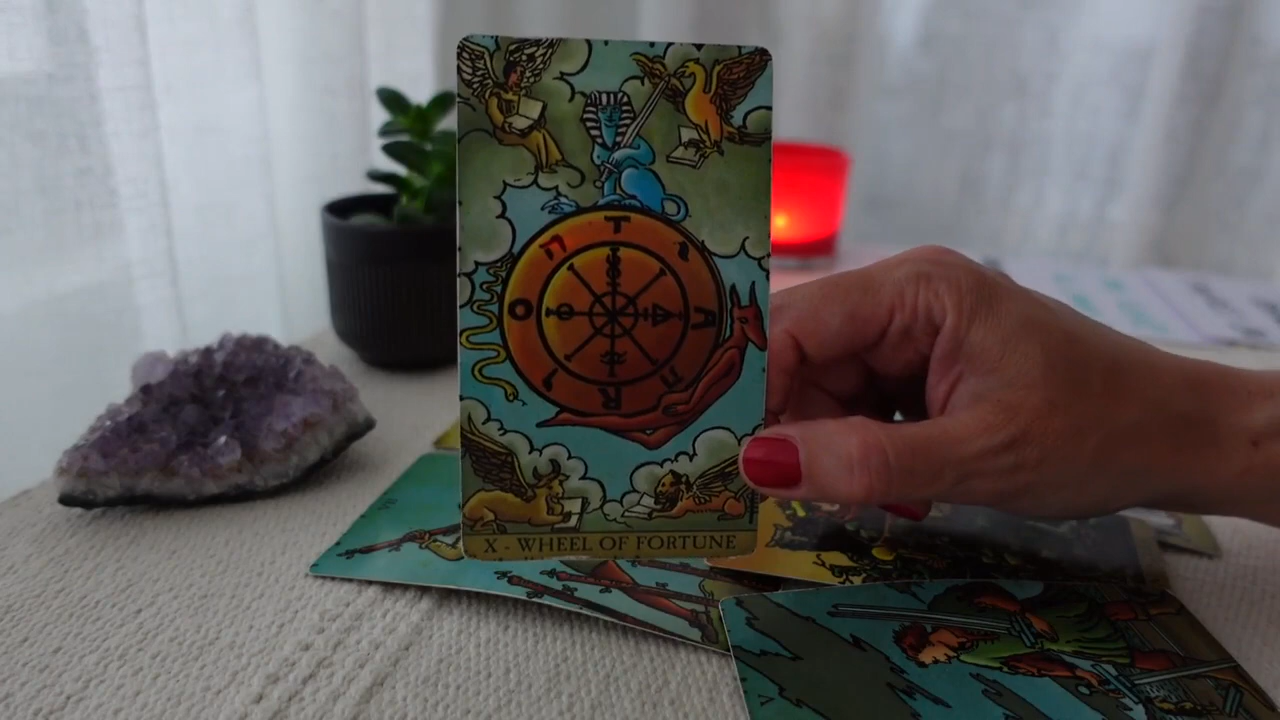 T
ה י
O A
ו ה
R
X - WHEEL OF FORTUNE
V